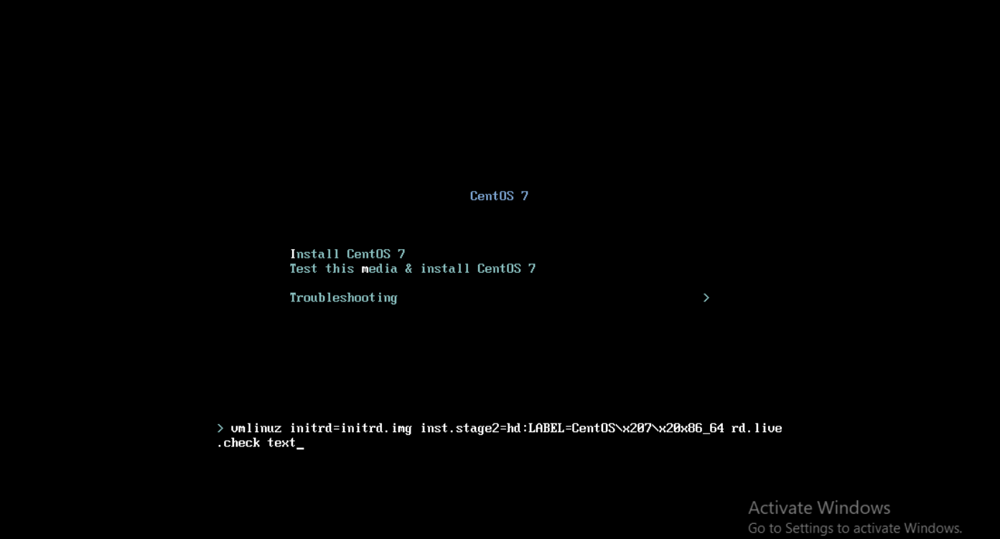 CentOS 7
Install CentOS 7
Test this media & install CentOS 7
Troubleshooting >
> vmlinuz initrd=initrd.img inst.stage2=hd:LABEL=CentOS\x207\x20x86_64 rd.live
.check text_
Activate Windows
Go to Settings to activate Windows.